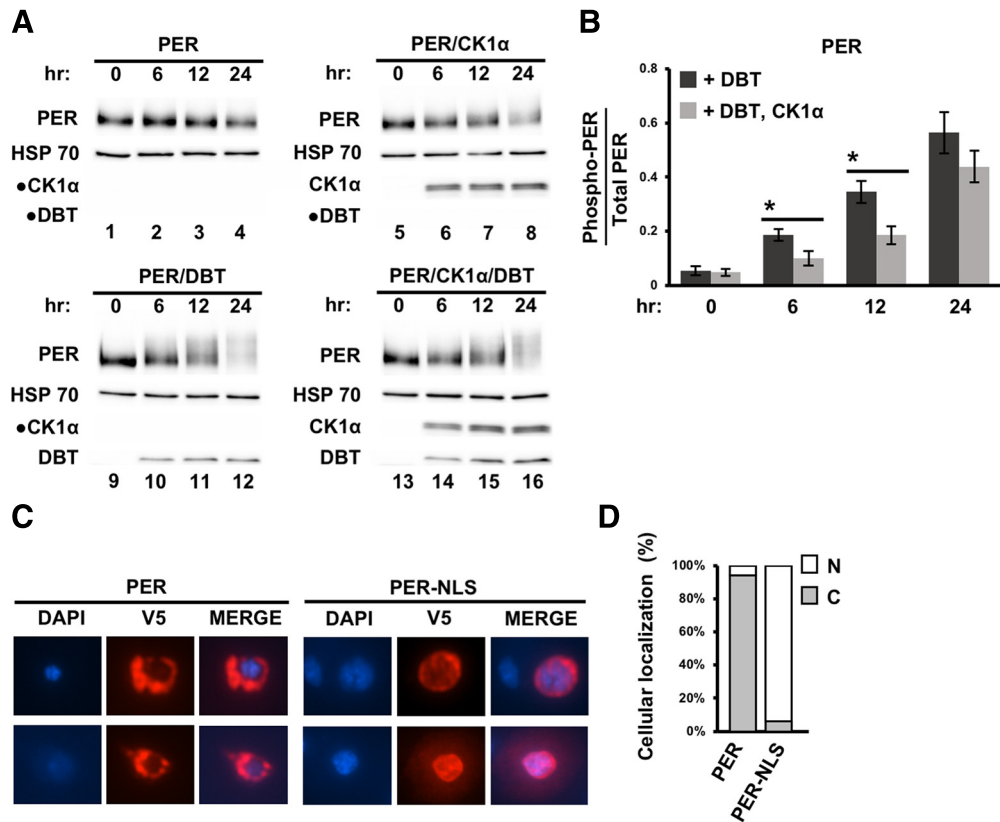 A
PER
hr: 0 6 12 24
PER
HSP 70
●CK1α
●DBT
1 2 3 4
PER/CK1α
hr: 0 6 12 24
PER
HSP 70
CK1α
●DBT
5 6 7 8
PER/DBT
hr: 0 6 12 24
PER
HSP 70
●CK1α
DBT
9 10 11 12
PER/CK1α/DBT
hr: 0 6 12 24
PER
HSP 70
CK1α
DBT
13 14 15 16
B
PER
+ DBT
+ DBT, CK1α
Phospho-PER
Total PER
0.8
0.6
0.4
0.2
0
*
*
hr: 0 6 12 24
C
PER
DAPI V5 MERGE
PER-NLS
DAPI V5 MERGE
D
Cellular localization (%)
100%
80%
60%
40%
20%
0%
N
C
PER
PER-NLS